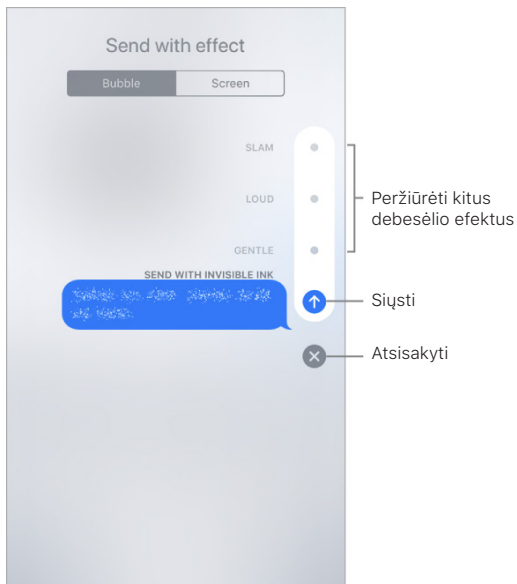 Send with effect
Bubble Screen
SLAM
LOUD
GENTLE
SEND WITH INVISIBLE INK
Peržiūrėti kitus
debesėlio efektus
Siųsti
Atsisakyti